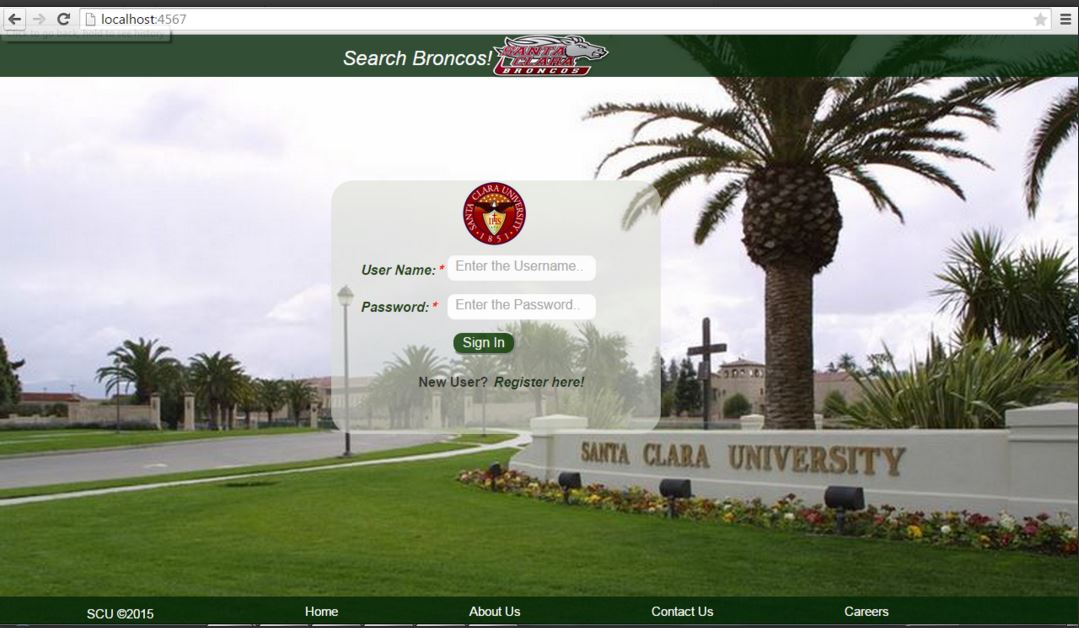 localhost:4567
Click to go back, hold to see history
Search Broncos! SANTA CLARA BRONCOS
SANTA CLARA UNIVERSITY · 1851 ·
IHS
User Name: * Enter the Username..
Password: * Enter the Password..
Sign In
New User? Register here!
SANTA CLARA UNIVERSITY
SCU ©2015 Home About Us Contact Us Careers